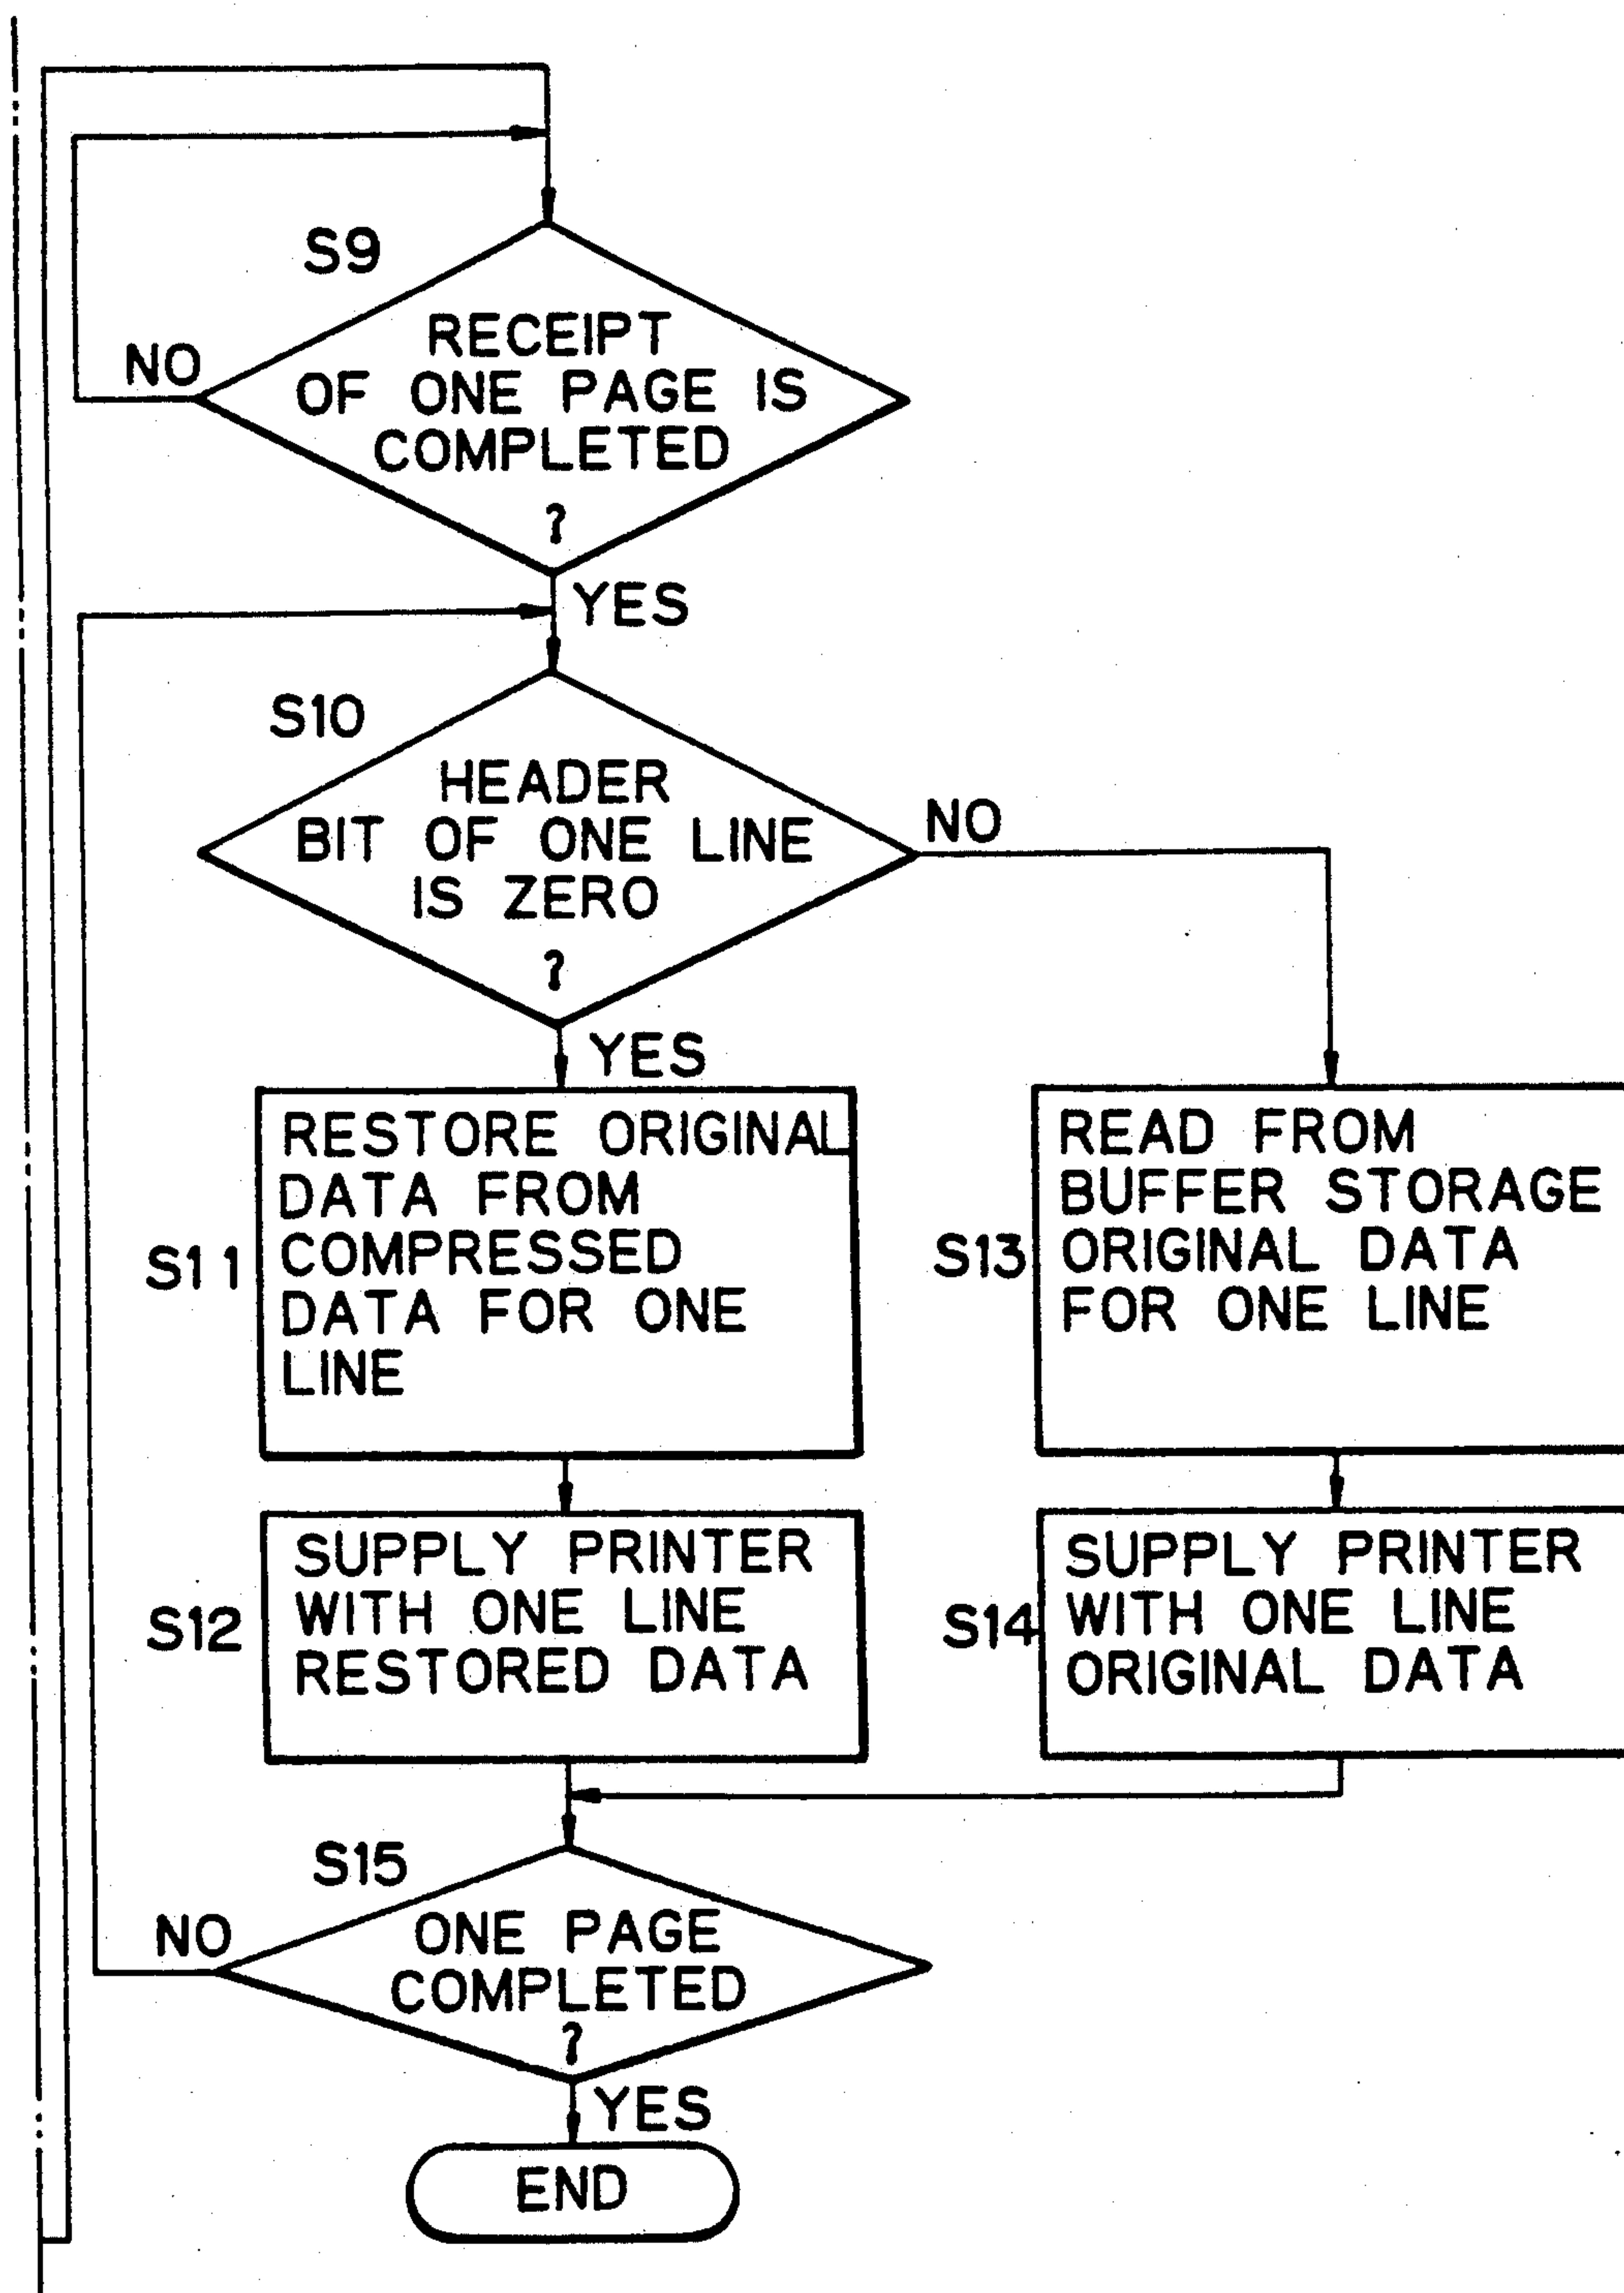 S9
RECEIPT
OF ONE PAGE IS
COMPLETED
?
NO
YES
S10
HEADER
BIT OF ONE LINE
IS ZERO
?
NO
YES
S11
RESTORE ORIGINAL
DATA FROM
COMPRESSED
DATA FOR ONE
LINE
S13
READ FROM
BUFFER STORAGE
ORIGINAL DATA
FOR ONE LINE
S12
SUPPLY PRINTER
WITH ONE LINE
RESTORED DATA
S14
SUPPLY PRINTER
WITH ONE LINE
ORIGINAL DATA
S15
ONE PAGE
COMPLETED
?
NO
YES
END